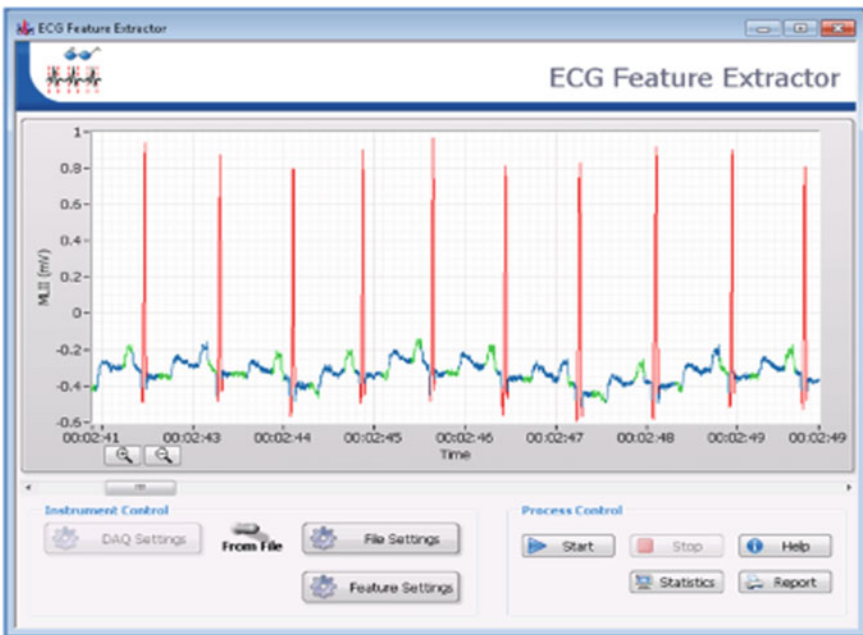 ECG Feature Extractor
ECG Feature Extractor
1
0.8
0.6
0.4
0.2
0
-0.2
-0.4
-0.6
MLII (mV)
00:02:41 00:02:43 00:02:44 00:02:45 00:02:46 00:02:47 00:02:48 00:02:49 00:02:49
Time
Instrument Control
DAQ Settings
From File
File Settings
Feature Settings
Process Control
Start
Stop
Help
Statistics
Report